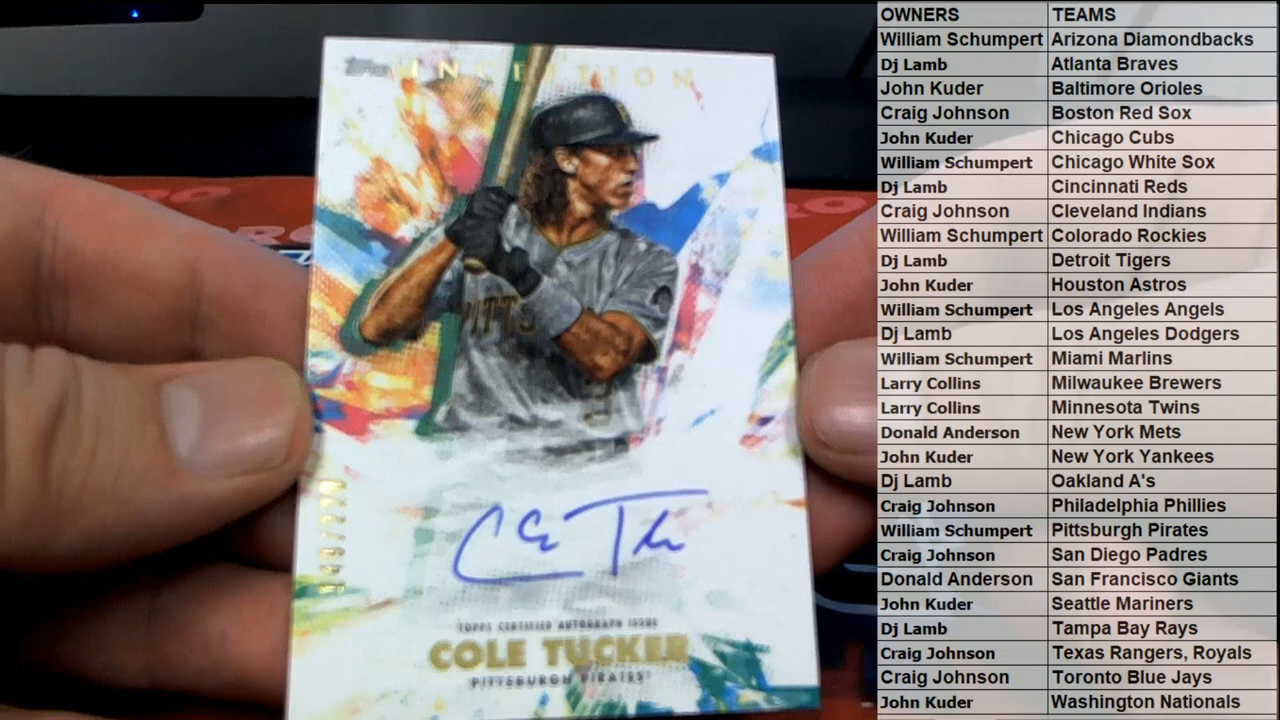 Topps INCEPTION
PITTS
TOPPS CERTIFIED AUTOGRAPH ISSUE
COLE TUCKER
PITTSBURGH PIRATES
OWNERS TEAMS
William Schumpert Arizona Diamondbacks
Dj Lamb Atlanta Braves
John Kuder Baltimore Orioles
Craig Johnson Boston Red Sox
John Kuder Chicago Cubs
William Schumpert Chicago White Sox
Dj Lamb Cincinnati Reds
Craig Johnson Cleveland Indians
William Schumpert Colorado Rockies
Dj Lamb Detroit Tigers
John Kuder Houston Astros
William Schumpert Los Angeles Angels
Dj Lamb Los Angeles Dodgers
William Schumpert Miami Marlins
Larry Collins Milwaukee Brewers
Larry Collins Minnesota Twins
Donald Anderson New York Mets
John Kuder New York Yankees
Dj Lamb Oakland A's
Craig Johnson Philadelphia Phillies
William Schumpert Pittsburgh Pirates
Craig Johnson San Diego Padres
Donald Anderson San Francisco Giants
John Kuder Seattle Mariners
Dj Lamb Tampa Bay Rays
Craig Johnson Texas Rangers, Royals
Craig Johnson Toronto Blue Jays
John Kuder Washington Nationals